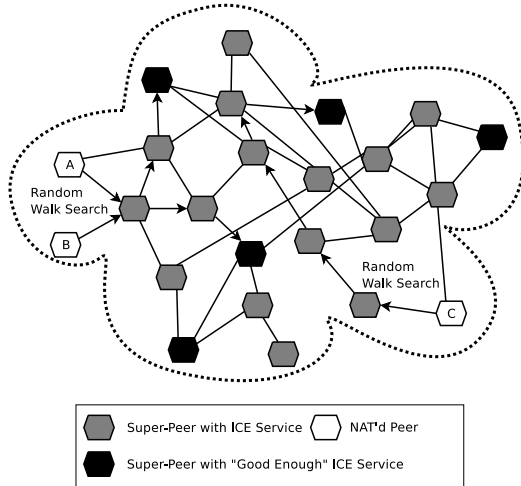 A
Random
Walk Search
B
Random
Walk Search
C
Super-Peer with ICE Service
NAT'd Peer
Super-Peer with "Good Enough" ICE Service